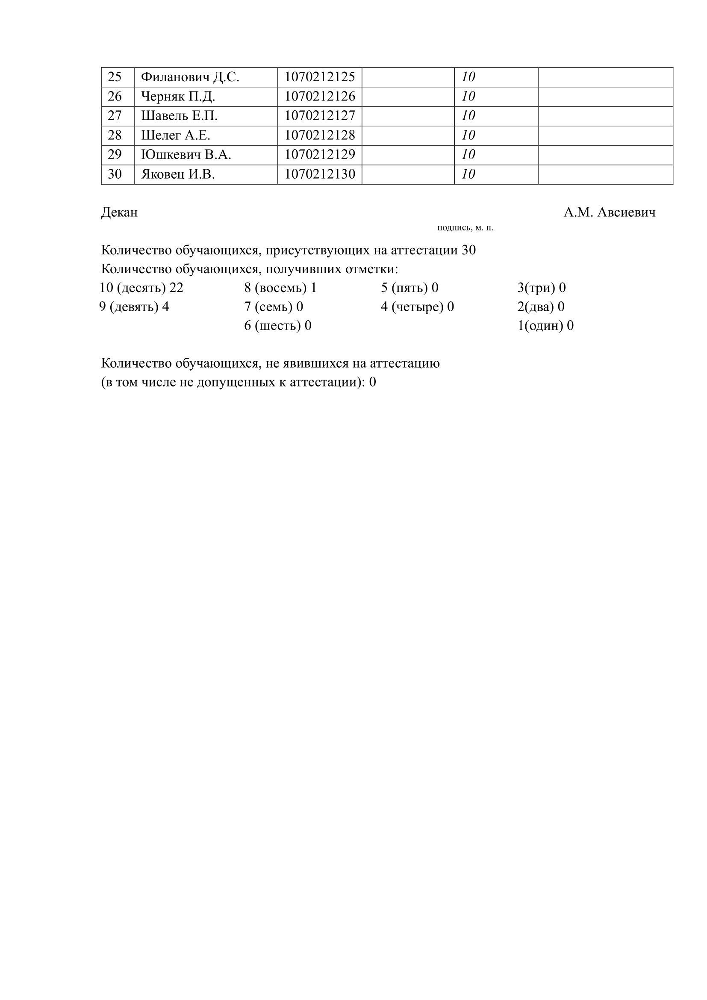 25 Филанович Д.С. 1070212125 10
26 Черняк П.Д. 1070212126 10
27 Шавель Е.П. 1070212127 10
28 Шелег А.Е. 1070212128 10
29 Юшкевич В.А. 1070212129 10
30 Яковец И.В. 1070212130 10
Декан А.М. Авсиевич
подпись, м. п.
Количество обучающихся, присутствующих на аттестации 30
Количество обучающихся, получивших отметки:
10 (десять) 22 8 (восемь) 1 5 (пять) 0 3(три) 0
9 (девять) 4 7 (семь) 0 4 (четыре) 0 2(два) 0
6 (шесть) 0 1(один) 0
Количество обучающихся, не явившихся на аттестацию
(в том числе не допущенных к аттестации): 0